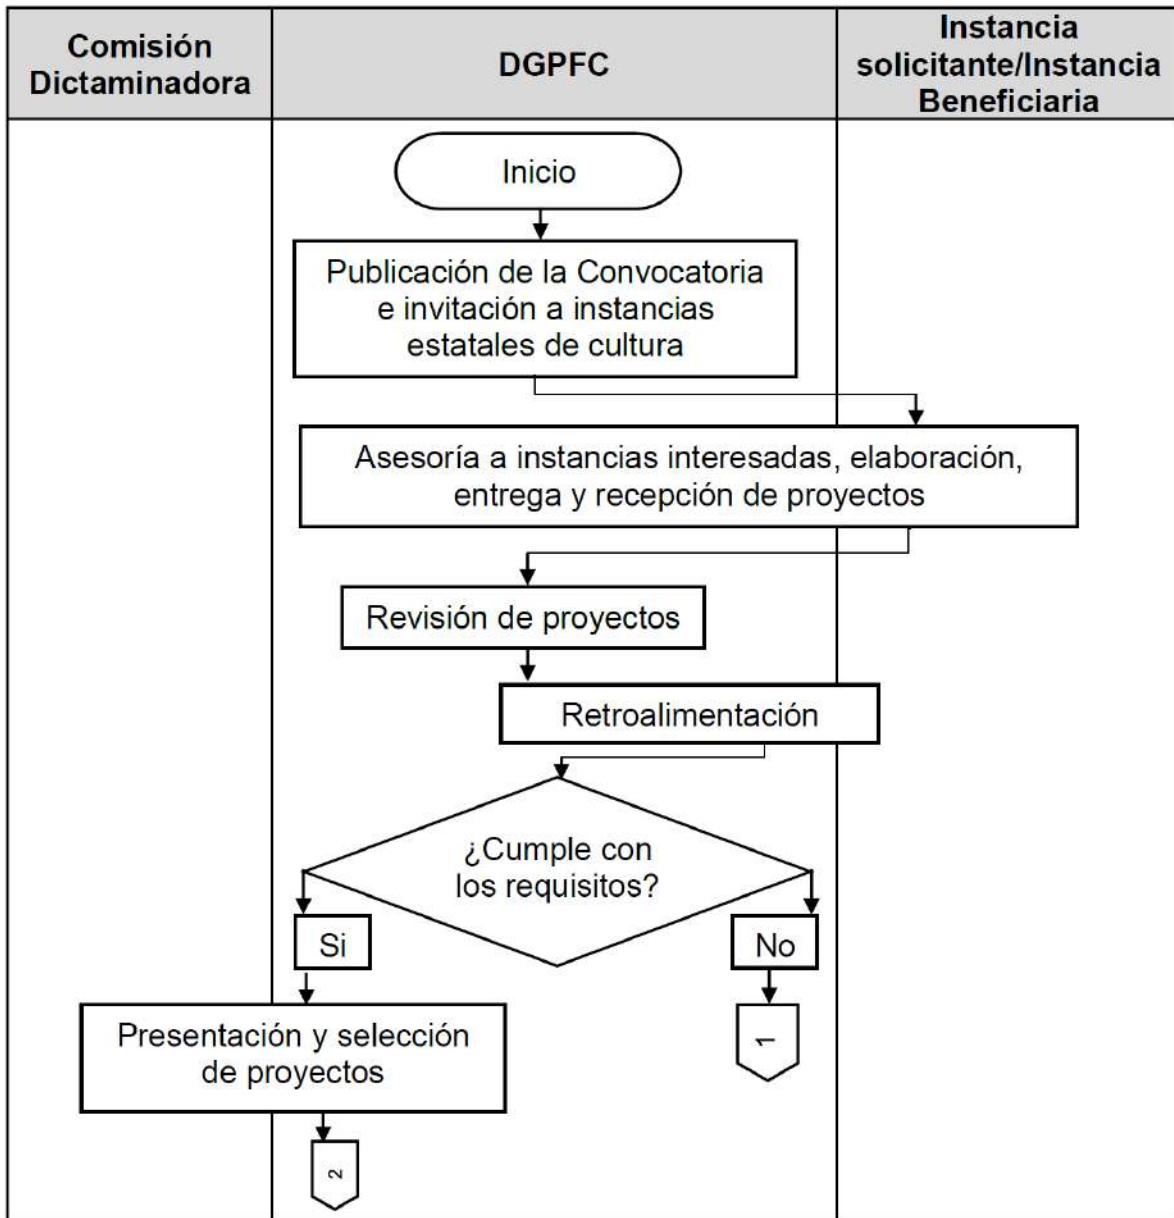 Comisión
Dictaminadora
DGPFC
Instancia
solicitante/Instancia
Beneficiaria
Inicio
Publicación de la Convocatoria
e invitación a instancias
estatales de cultura
Asesoría a instancias interesadas, elaboración,
entrega y recepción de proyectos
Revisión de proyectos
Retroalimentación
¿Cumple con
los requisitos?
Si
No
Presentación y selección
de proyectos
1
2